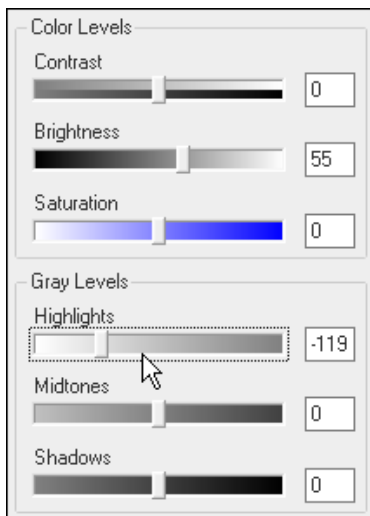 Color Levels
Contrast
0
Brightness
55
Saturation
0
Gray Levels
Highlights
-119
Midtones
0
Shadows
0